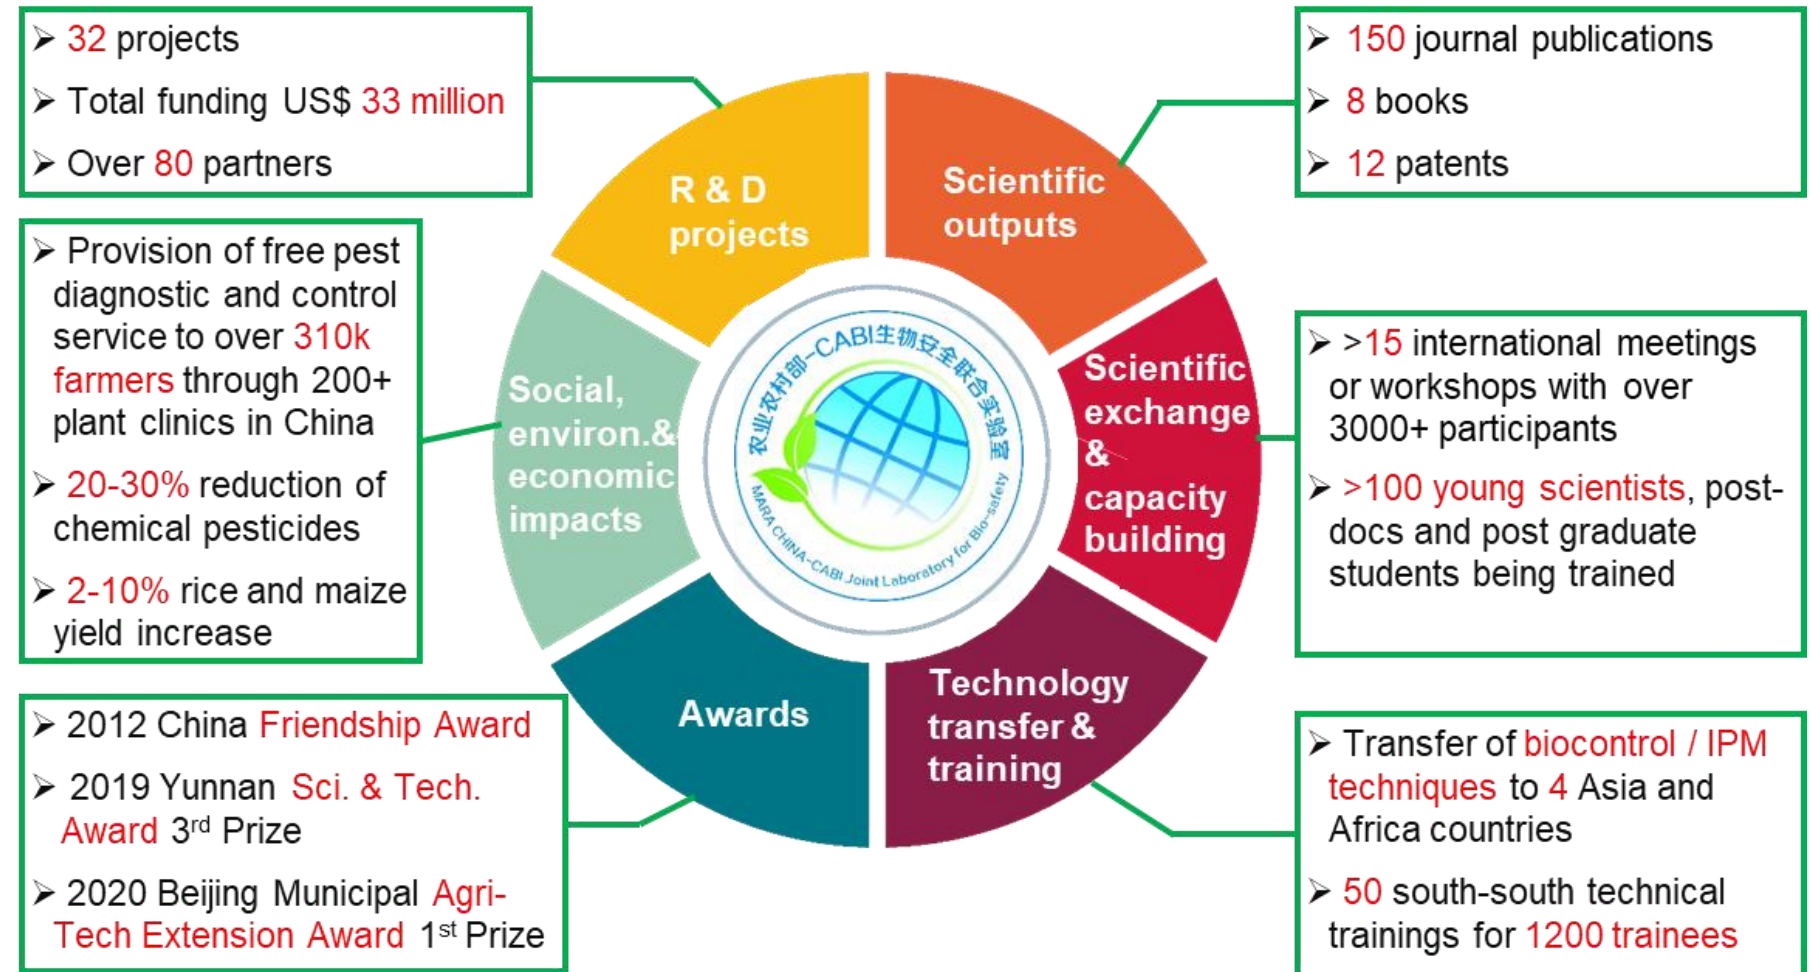 ➢ 32 projects
➢ Total funding US$ 33 million
➢ Over 80 partners
➢ 150 journal publications
➢ 8 books
➢ 12 patents
R & D
projects
Scientific
outputs
➢ Provision of free pest
diagnostic and control
service to over 310k
farmers through 200+
plant clinics in China
➢ 20-30% reduction of
chemical pesticides
➢ 2-10% rice and maize
yield increase
Social,
environ.&
economic
impacts
农业农村部-CABI生物安全联合实验室
MARA CHINA-CABI Joint Laboratory for Bio-safety
Scientific
exchange
&
capacity
building
➢ >15 international meetings
or workshops with over
3000+ participants
➢ >100 young scientists, post-
docs and post graduate
students being trained
➢ 2012 China Friendship Award
➢ 2019 Yunnan Sci. & Tech.
Award 3rd Prize
➢ 2020 Beijing Municipal Agri-
Tech Extension Award 1st Prize
Awards
Technology
transfer &
training
➢ Transfer of biocontrol / IPM
techniques to 4 Asia and
Africa countries
➢ 50 south-south technical
trainings for 1200 trainees